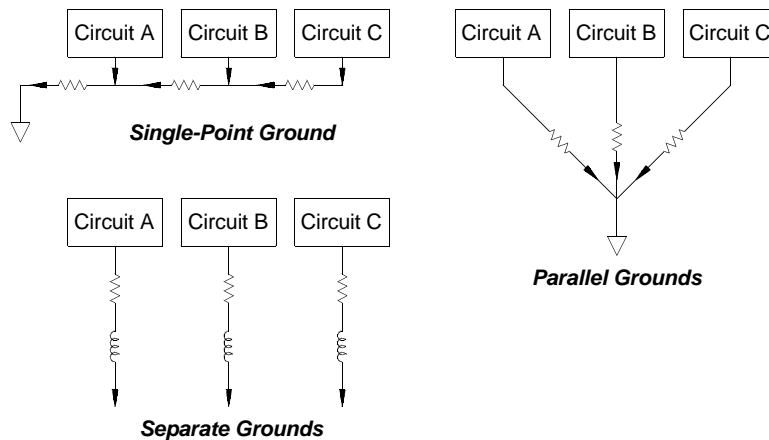 Circuit A Circuit B Circuit C
Single-Point Ground
Circuit A Circuit B Circuit C
Parallel Grounds
Circuit A Circuit B Circuit C
Separate Grounds